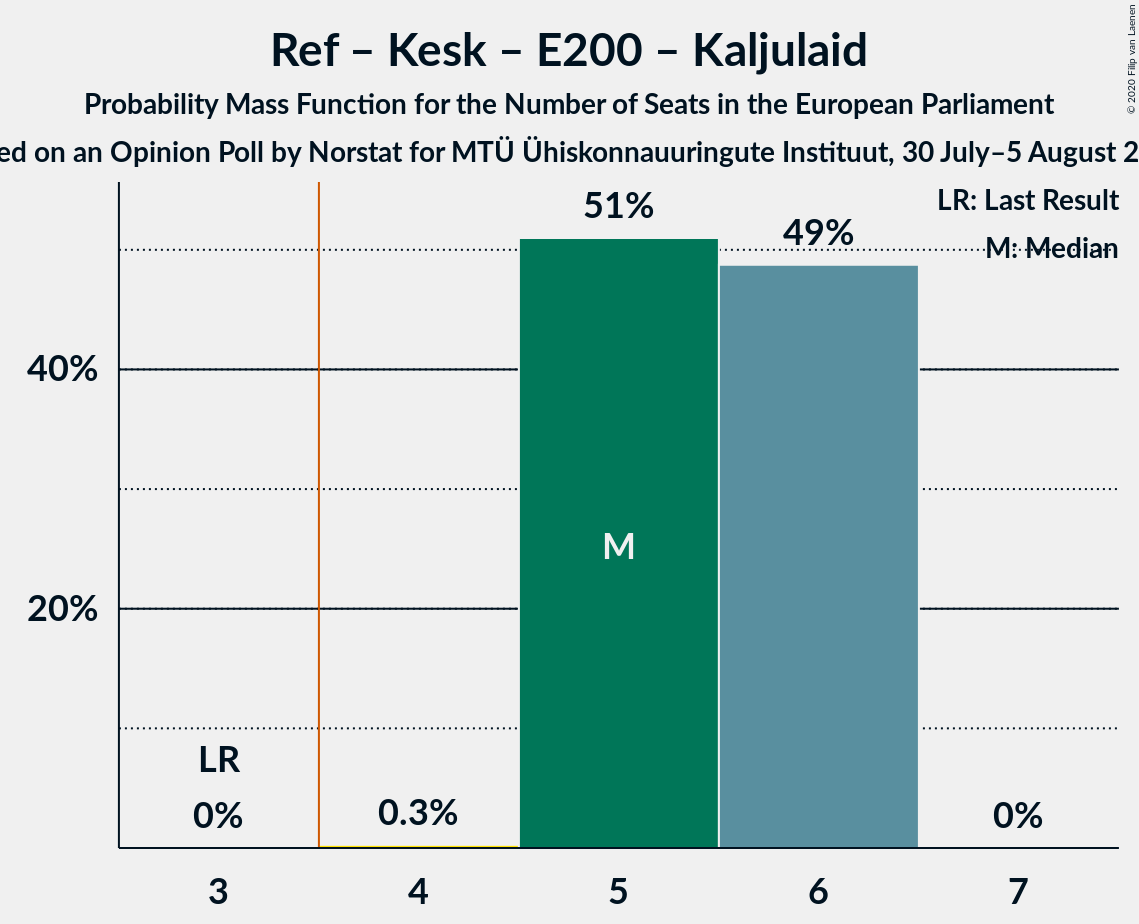 Ref – Kesk – E200 – Kaljulaid
Probability Mass Function for the Number of Seats in the European Parliament
on an Opinion Poll by Norstat for MTÜ Ühiskonnauuringute Instituut, 30 July–5 August
© 2020 Filip van Laenen
LR: Last Result
M: Median
51%
49%
40%
20%
M
LR
0%
0.3%
0%
3 4 5 6 7